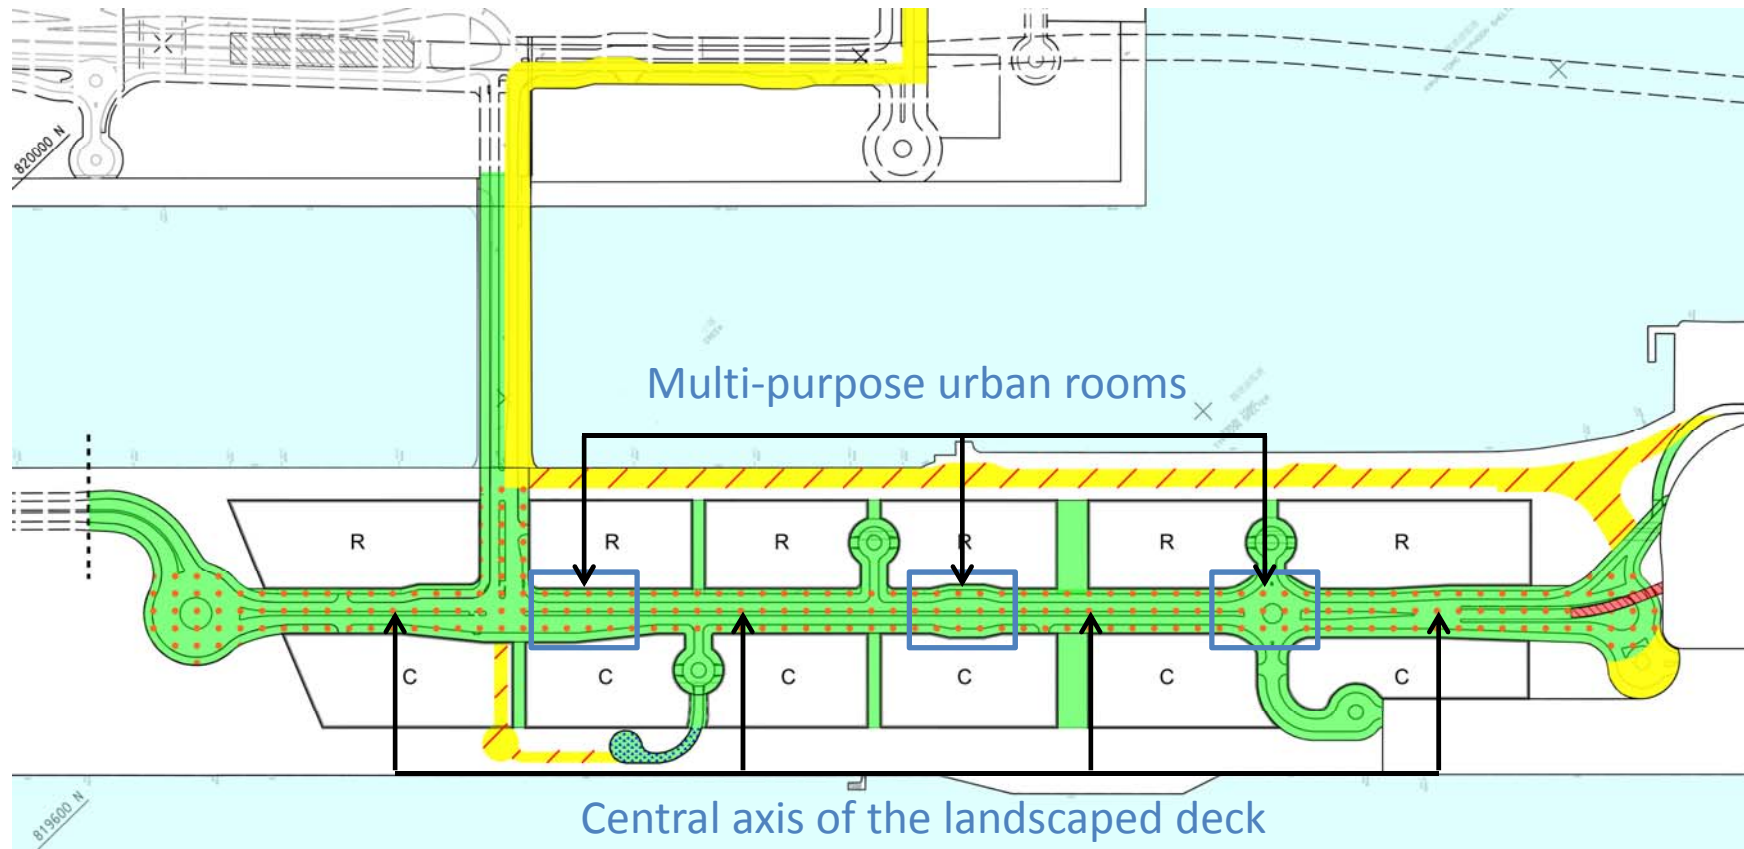 820000 N
Multi-purpose urban rooms
R R R R R R
C C C C C C
Central axis of the landscaped deck
819600 N